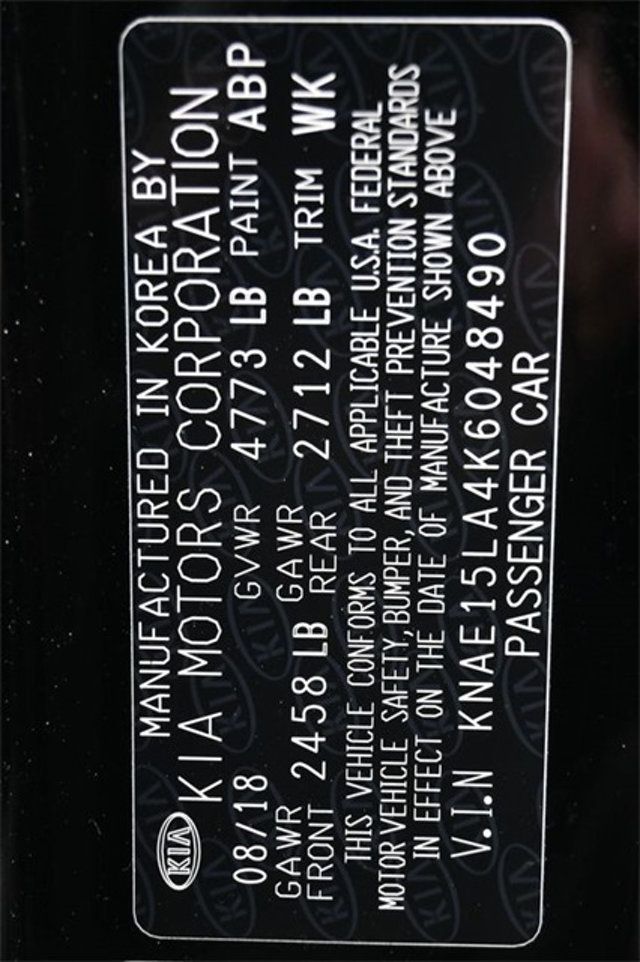 KIA
MANUFACTURED IN KOREA BY
KIA MOTORS CORPORATION
08/18 GVWR 4773 LB PAINT ABP
GAWR FRONT 2458 LB GAWR REAR 2712 LB TRIM WK
THIS VEHICLE CONFORMS TO ALL APPLICABLE U.S.A. FEDERAL
MOTOR VEHICLE SAFETY, BUMPER, AND THEFT PREVENTION STANDARDS
IN EFFECT ON THE DATE OF MANUFACTURE SHOWN ABOVE
V.I.N KNAE15LA4K6048490
PASSENGER CAR